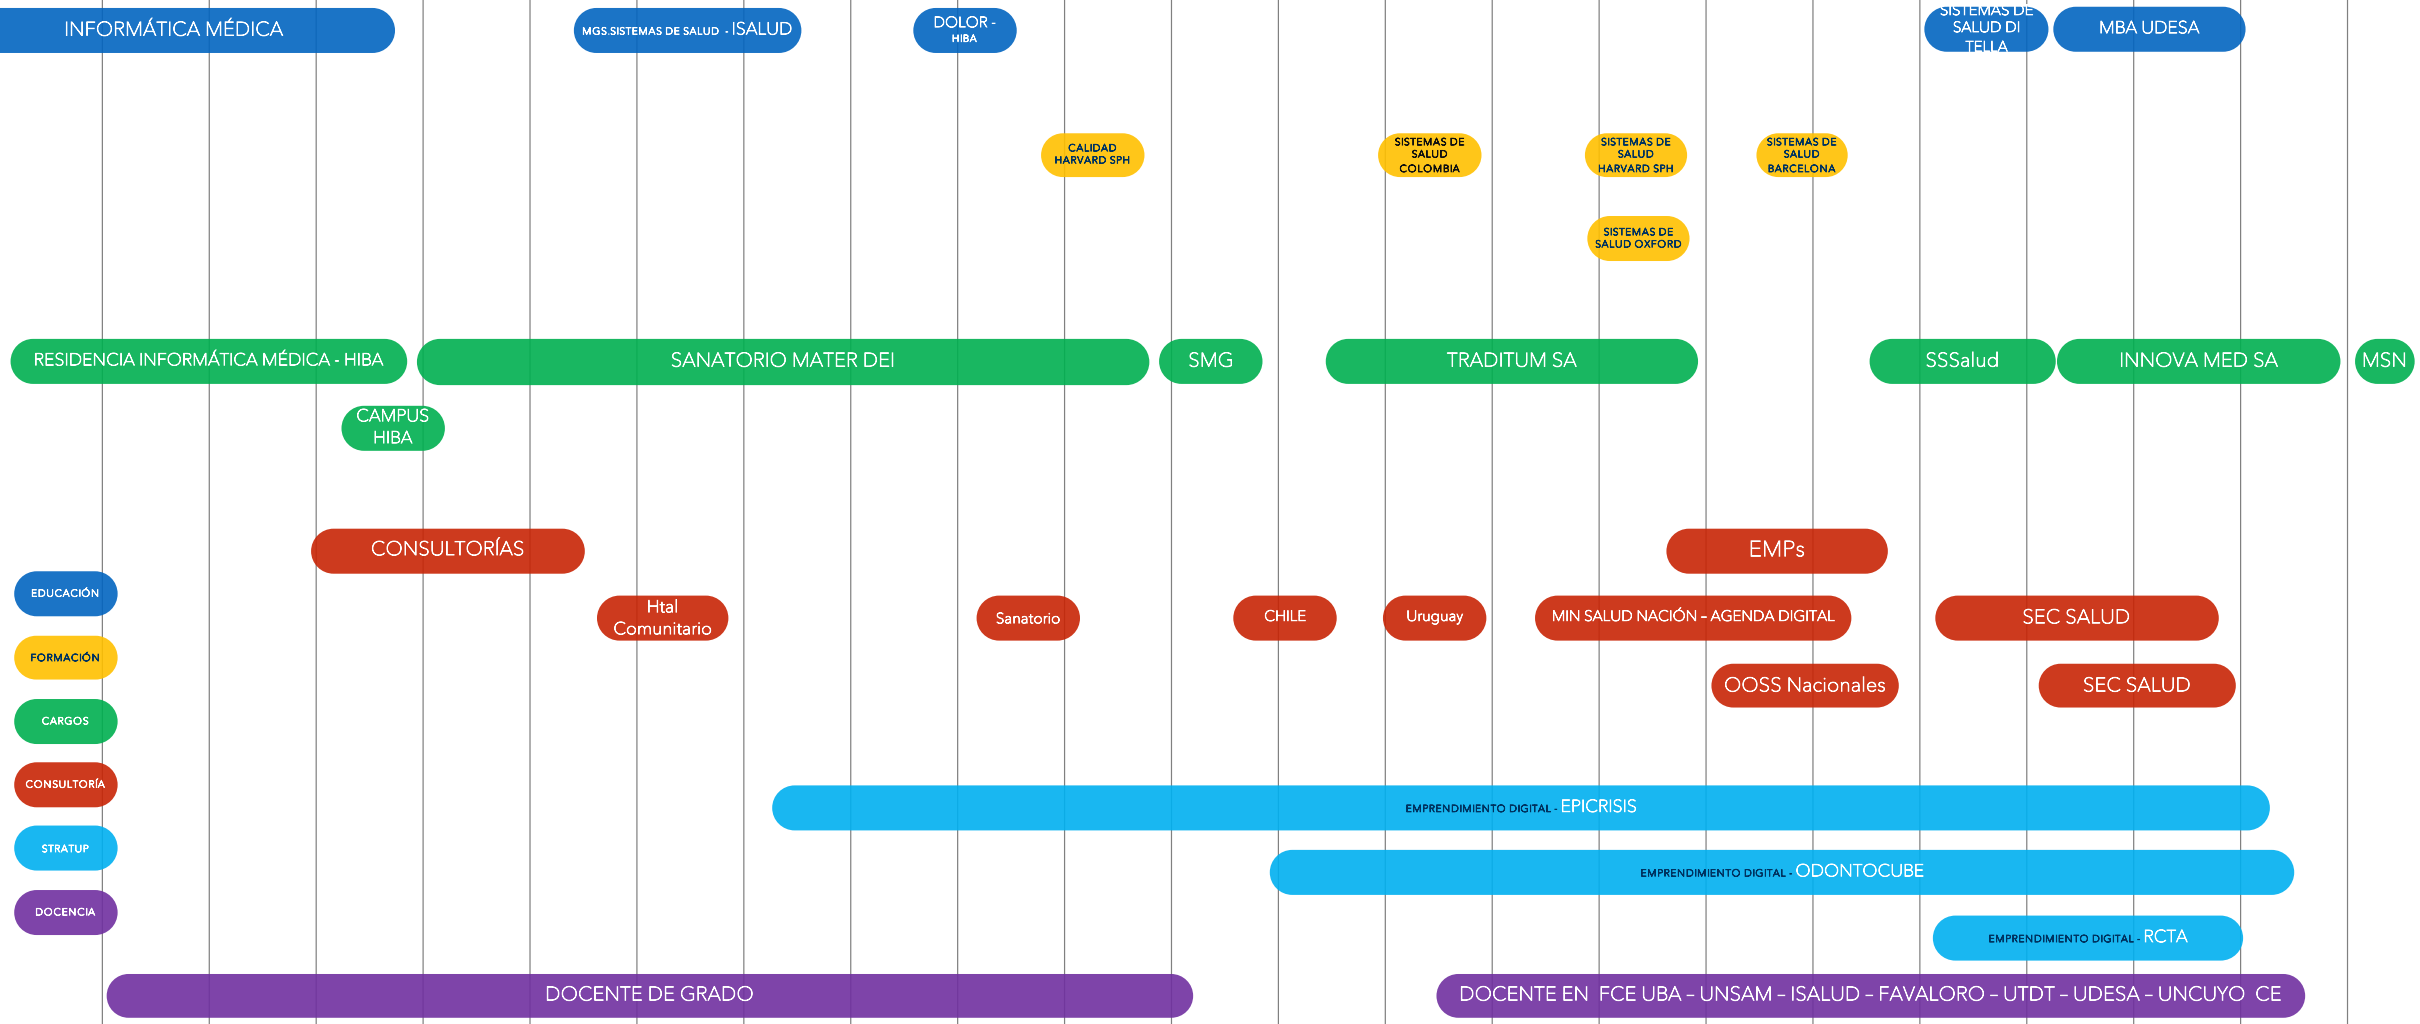 INFORMÁTICA MÉDICA
MGS.SISTEMAS DE SALUD - ISALUD
DOLOR -
HIBA
SISTEMAS DE
SALUD DI
TELLA
MBA UDESA
CALIDAD
HARVARD SPH
SISTEMAS DE
SALUD
COLOMBIA
SISTEMAS DE
SALUD
HARVARD SPH
SISTEMAS DE
SALUD
BARCELONA
SISTEMAS DE
SALUD OXFORD
RESIDENCIA INFORMÁTICA MÉDICA - HIBA
SANATORIO MATER DEI
SMG
TRADITUM SA
SSSalud
INNOVA MED SA
MSN
CAMPUS
HIBA
CONSULTORÍAS
EMPs
EDUCACIÓN
Htal
Comunitario
Sanatorio
CHILE
Uruguay
MIN SALUD NACIÓN – AGENDA DIGITAL
SEC SALUD
FORMACIÓN
OOSS Nacionales
SEC SALUD
CARGOS
CONSULTORÍA
EMPRENDIMIENTO DIGITAL - EPICRISIS
STRATUP
EMPRENDIMIENTO DIGITAL - ODONTOCUBE
DOCENCIA
EMPRENDIMIENTO DIGITAL - RCTA
DOCENTE DE GRADO
DOCENTE EN  FCE UBA – UNSAM – ISALUD – FAVALORO – UTDT – UDESA – UNCUYO  CE